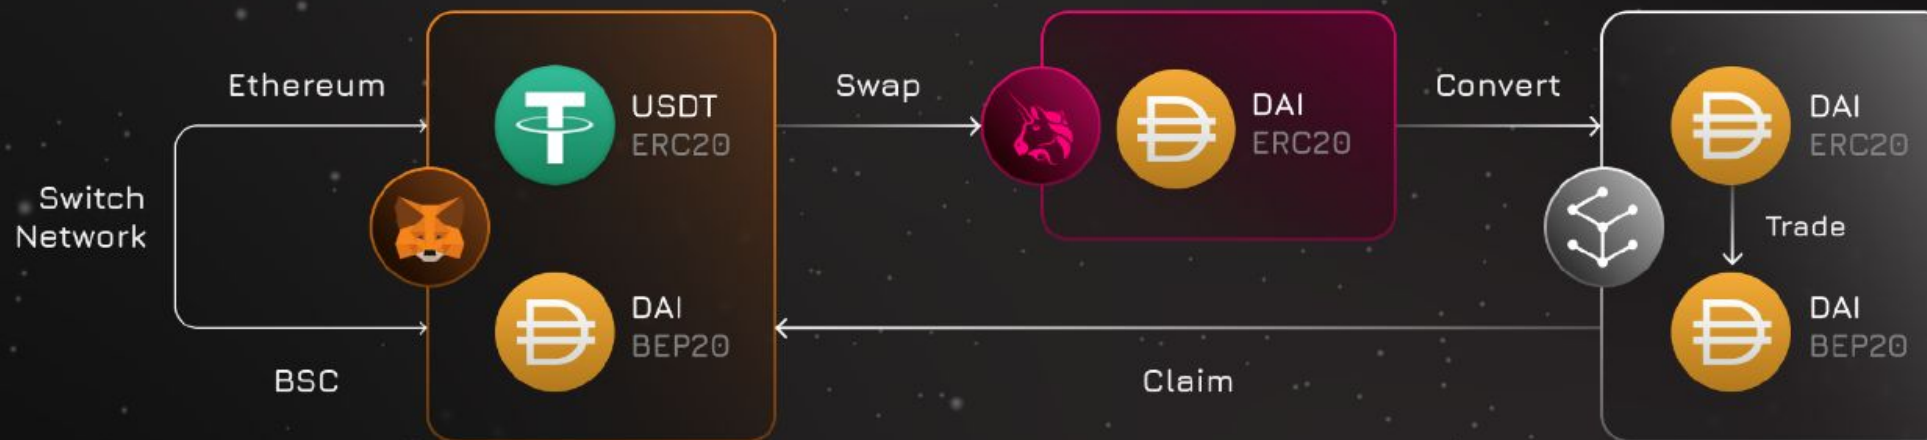 Ethereum
Switch
Network
BSC
USDT
ERC20
DAI
BEP20
Swap
DAI
ERC20
Convert
Claim
DAI
ERC20
Trade
DAI
BEP20